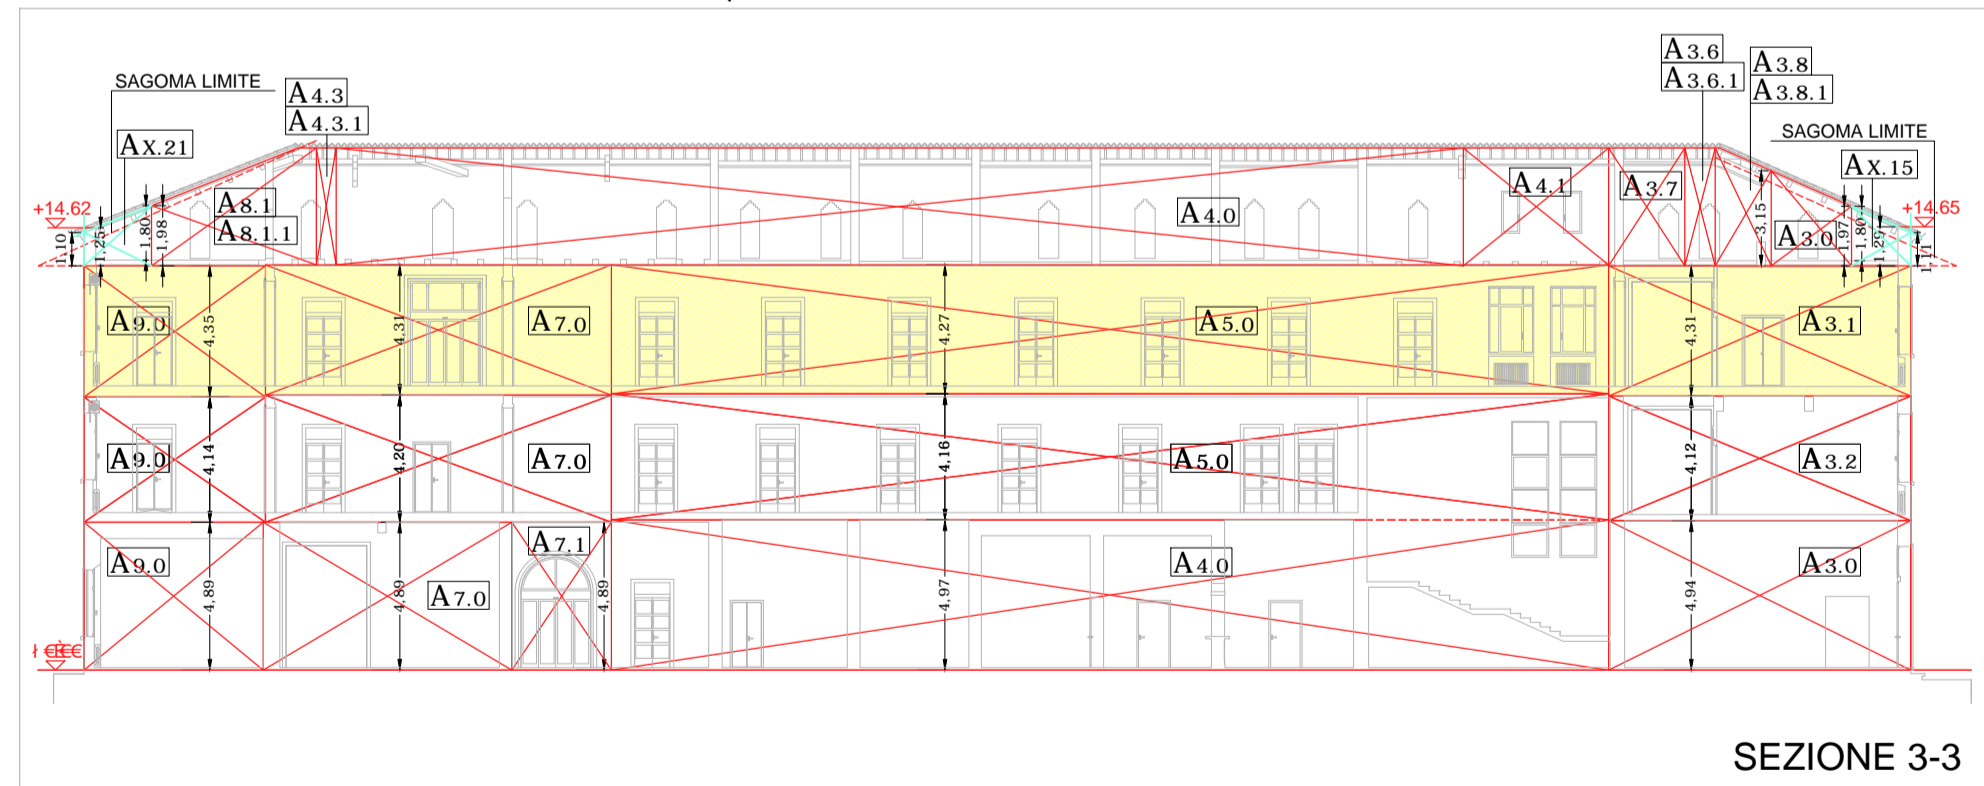 A3.6
A3.6.1
A3.8
A3.8.1
SAGOMA LIMITE
A4.3
A4.3.1
SAGOMA LIMITE
AX.21
AX.15
A8.1
A8.1.1
A4.0
A4.1
A3.7
A3.0
+14.62
+14.65
1,10
1,25
1,80
1,98
3,15
1,97
1,80
1,29
1,11
A9.0
4,35
4,31
A7.0
4,27
A5.0
4,31
A3.1
A9.0
4,14
4,20
A7.0
4,16
A5.0
4,12
A3.2
A9.0
4,89
4,89
A7.0
A7.1
4,89
4,97
A4.0
4,94
A3.0
SEZIONE 3-3